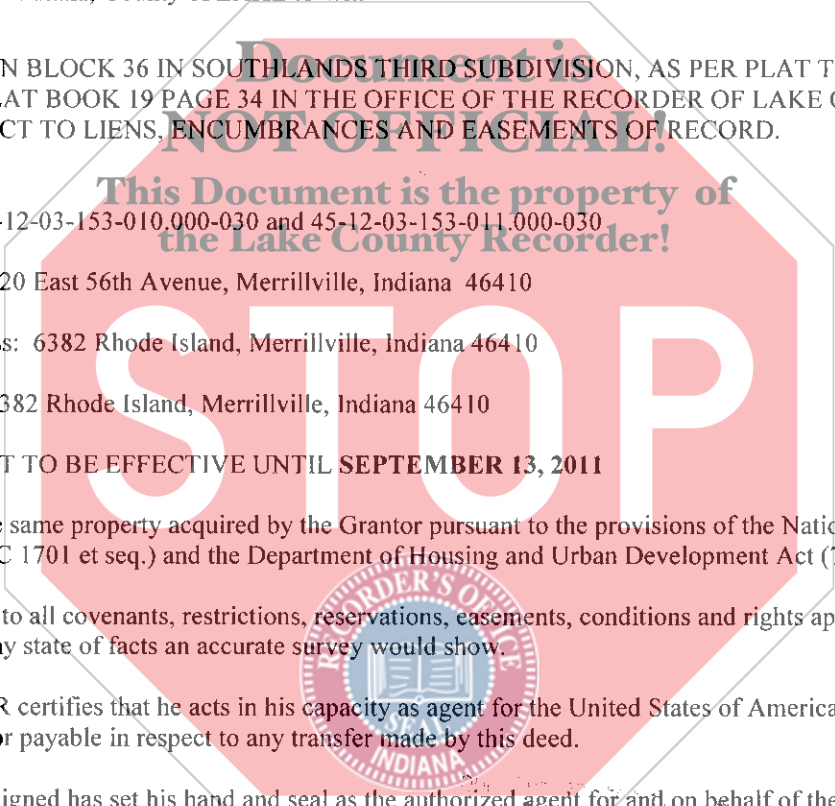 County of
N BLOCK 36 IN SOUTHLANDS THIRD SUBDIVISION, AS PER PLAT T
LAT BOOK 19 PAGE 34 IN THE OFFICE OF THE RECORDER OF LAKE
CT TO LIENS, ENCUMBRANCES AND EASEMENTS OF RECORD.
Document is
NOT OFFICIAL!
This Document is the property of
the Lake County Recorder!
-12-03-153-010.000-030 and 45-12-03-153-011.000-030
20 East 56th Avenue, Merrillville, Indiana 46410
s: 6382 Rhode Island, Merrillville, Indiana 46410
382 Rhode Island, Merrillville, Indiana 46410
STOP
T TO BE EFFECTIVE UNTIL SEPTEMBER 13, 2011
e same property acquired by the Grantor pursuant to the provisions of the Natio
C 1701 et seq.) and the Department of Housing and Urban Development Act (7
to all covenants, restrictions, reservations, easements, conditions and rights ap
y state of facts an accurate survey would show.
R certifies that he acts in his capacity as agent for the United States of America
or payable in respect to any transfer made by this deed.
RECORDER'S OFFICE
SEAL
INDIANA
igned has set his hand and seal as the authorized agent for and on behalf of the